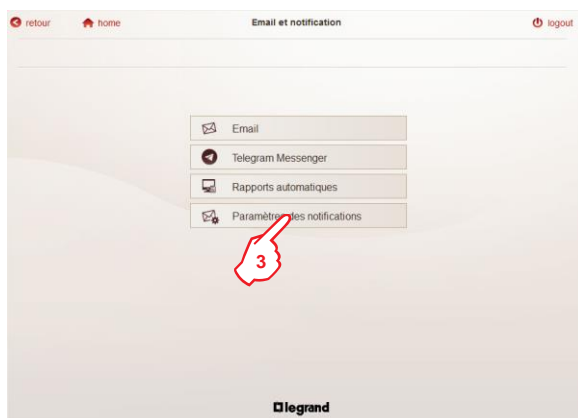 retour home Email et notification logout
Email
Telegram Messenger
Rapports automatiques
Paramètres des notifications
3
legrand